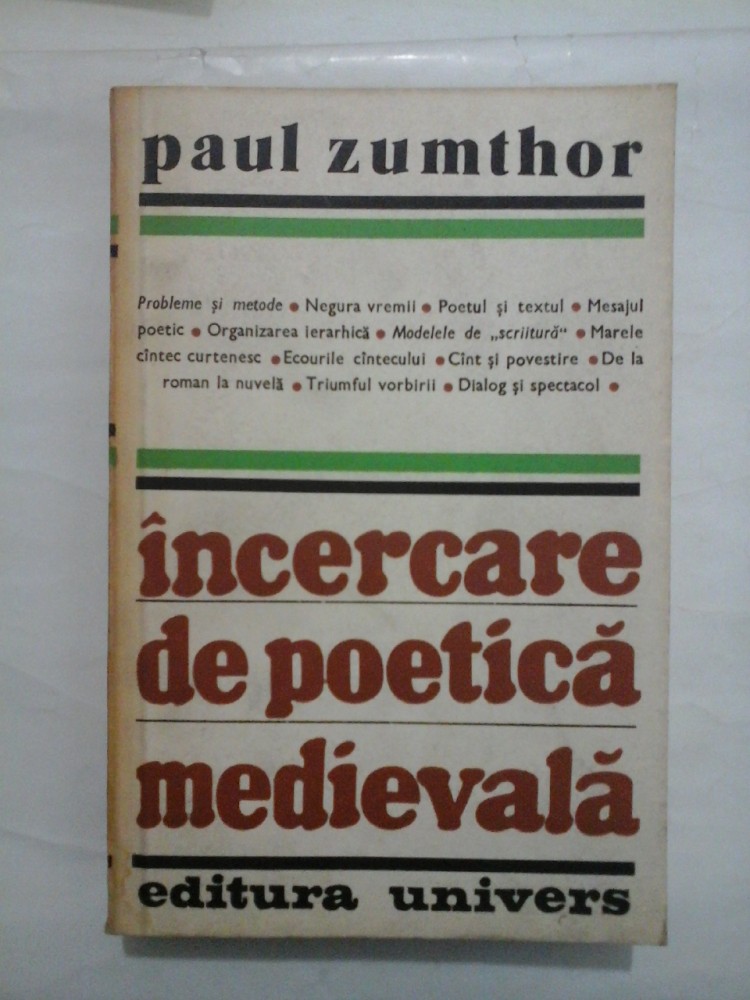 paul zumthor
Probleme și metode ● Negura vremii ● Poetul și textul ● Mesajul
poetic ● Organizarea ierarhică ● Modelele de „scriitură“ ● Marele
cîntec curtenesc ● Ecourile cîntecului ● Cînt și povestire ● De la
roman la nuvelă ● Triumful vorbirii ● Dialog și spectacol ●
încercare
de poetică
medievală
editura univers